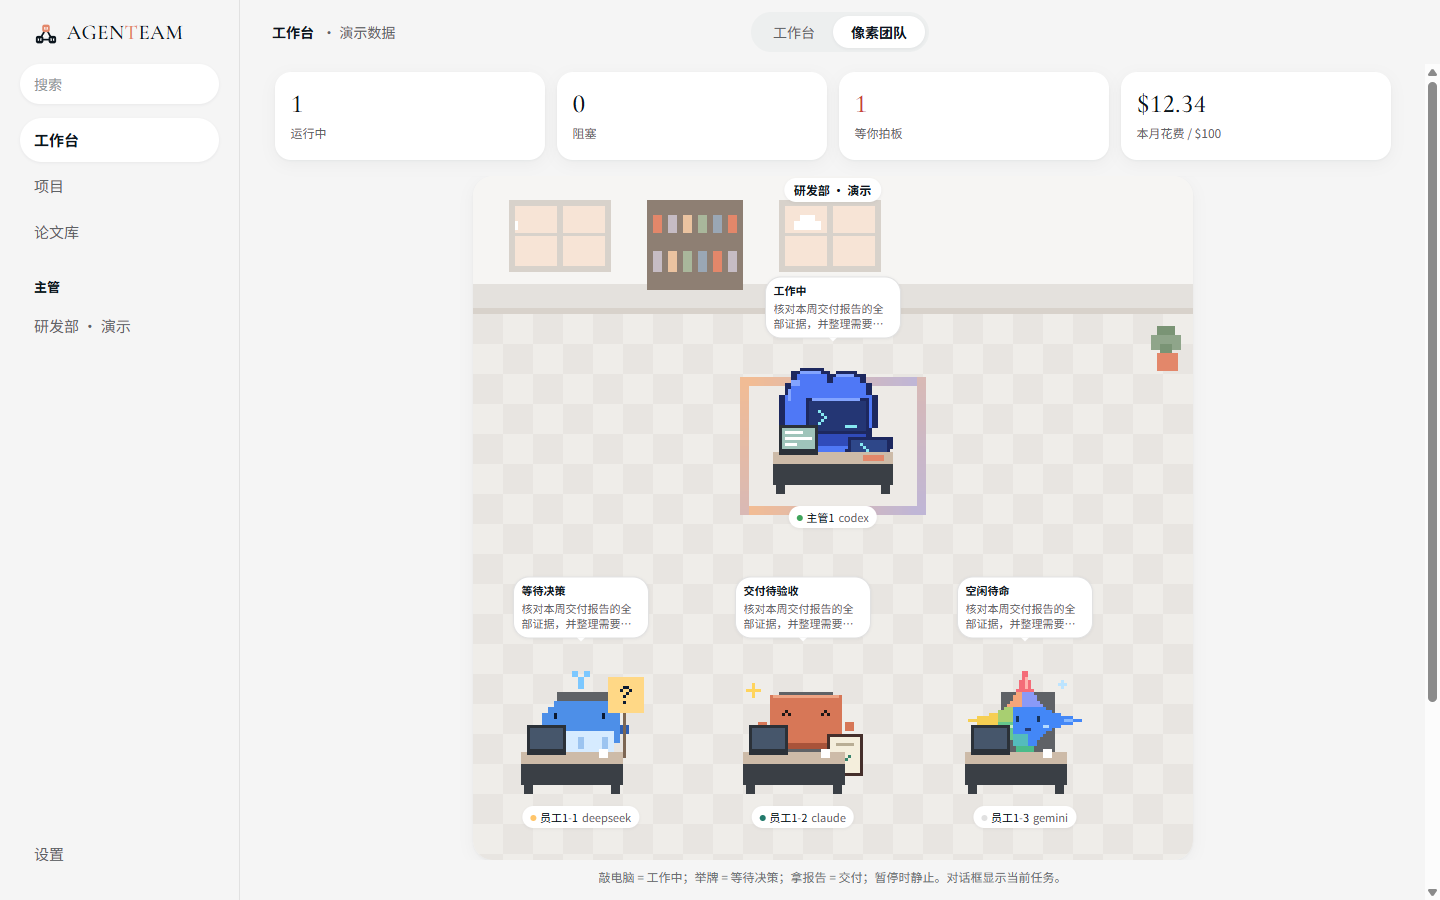 AGENTEAM
搜索
工作台
项目
论文库
主管
研发部 · 演示
设置
工作台 · 演示数据
工作台
像素团队
1
运行中
0
阻塞
1
等你拍板
$12.34
本月花费 / $100
研发部 · 演示
工作中
核对本周交付报告的全
部证据，并整理需要…
主管1 codex
等待决策
核对本周交付报告的全
部证据，并整理需要…
交付待验收
核对本周交付报告的全
部证据，并整理需要…
空闲待命
核对本周交付报告的全
部证据，并整理需要…
?
员工1-1 deepseek
员工1-2 claude
员工1-3 gemini
敲电脑 = 工作中；举牌 = 等待决策；拿报告 = 交付；暂停时静止。对话框显示当前任务。